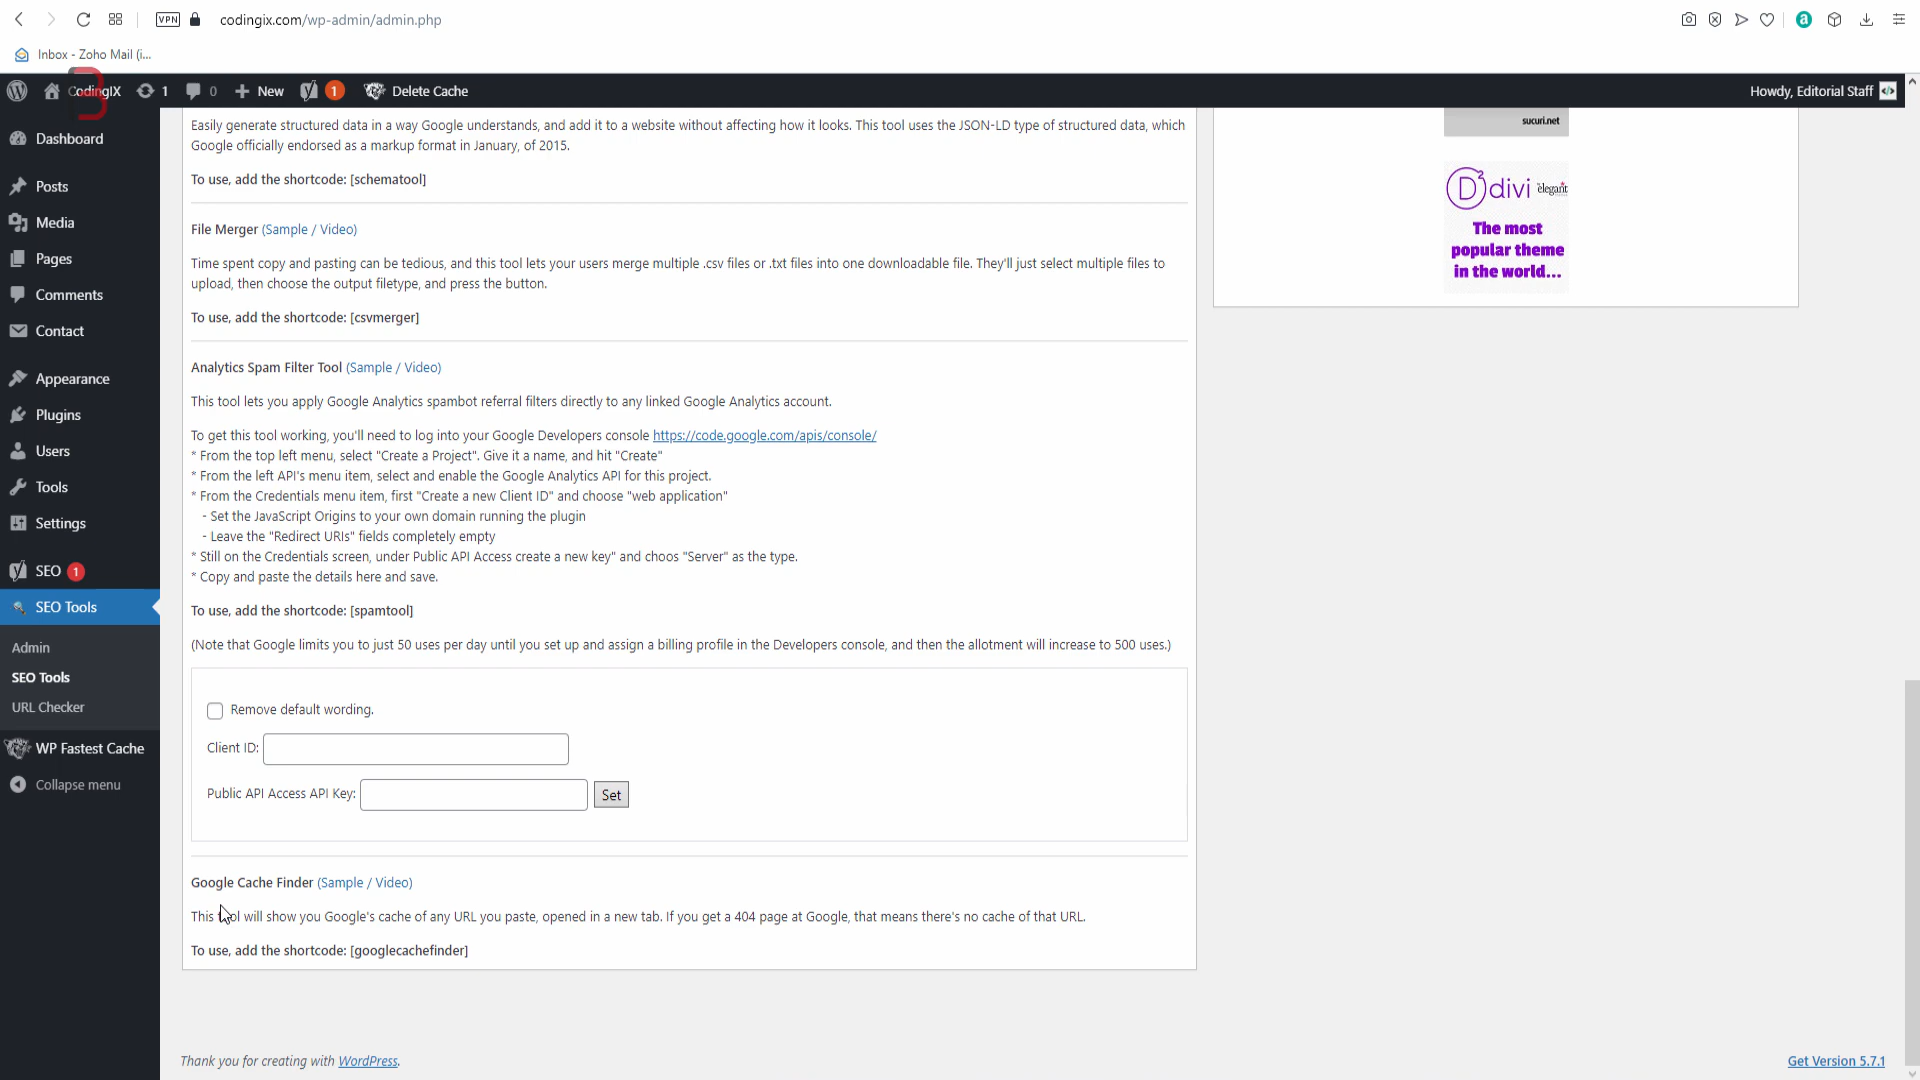 VPN
codingix.com/wp-admin/admin.php
a
Inbox - Zoho Mail (i...
CodingIX
1
0
New
1
Delete Cache
Howdy, Editorial Staff
Dashboard
Posts
Media
Pages
Comments
Contact
Appearance
Plugins
Users
Tools
Settings
SEO 1
SEO Tools
Admin
SEO Tools
URL Checker
WP Fastest Cache
Collapse menu
Easily generate structured data in a way Google understands, and add it to a website without affecting how it looks. This tool uses the JSON-LD type of structured data, which
Google officially endorsed as a markup format in January, of 2015.
To use, add the shortcode: [schematool]
File Merger (Sample / Video)
Time spent copy and pasting can be tedious, and this tool lets your users merge multiple .csv files or .txt files into one downloadable file. They'll just select multiple files to
upload, then choose the output filetype, and press the button.
To use, add the shortcode: [csvmerger]
Analytics Spam Filter Tool (Sample / Video)
This tool lets you apply Google Analytics spambot referral filters directly to any linked Google Analytics account.
To get this tool working, you'll need to log into your Google Developers console https://code.google.com/apis/console/
* From the top left menu, select "Create a Project". Give it a name, and hit "Create"
* From the left API's menu item, select and enable the Google Analytics API for this project.
* From the Credentials menu item, first "Create a new Client ID" and choose "web application"
- Set the JavaScript Origins to your own domain running the plugin
- Leave the "Redirect URIs" fields completely empty
* Still on the Credentials screen, under Public API Access create a new key" and choos "Server" as the type.
* Copy and paste the details here and save.
To use, add the shortcode: [spamtool]
(Note that Google limits you to just 50 uses per day until you set up and assign a billing profile in the Developers console, and then the allotment will increase to 500 uses.)
Remove default wording.
Client ID:
Public API Access API Key:
Set
Google Cache Finder (Sample / Video)
This tool will show you Google's cache of any URL you paste, opened in a new tab. If you get a 404 page at Google, that means there's no cache of that URL.
To use, add the shortcode: [googlecachefinder]
sucuri.net
D divi elegant
The most
popular theme
in the world...
Thank you for creating with WordPress.
Get Version 5.7.1